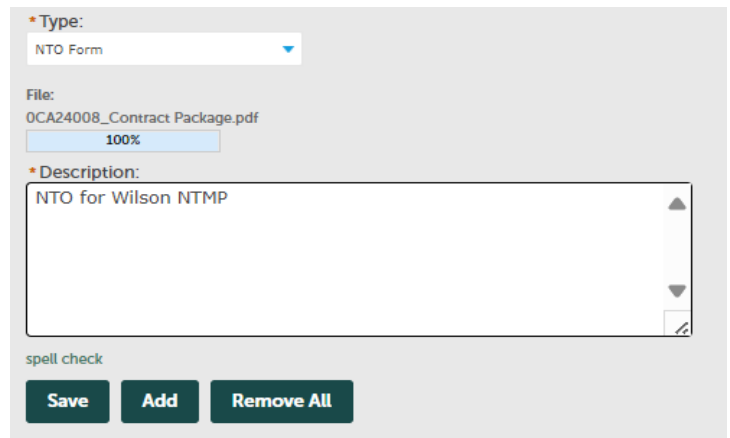 *Type:
NTO Form
File:
0CA24008_Contract Package.pdf
100%
*Description:
NTO for Wilson NTMP
spell check
Save Add Remove All